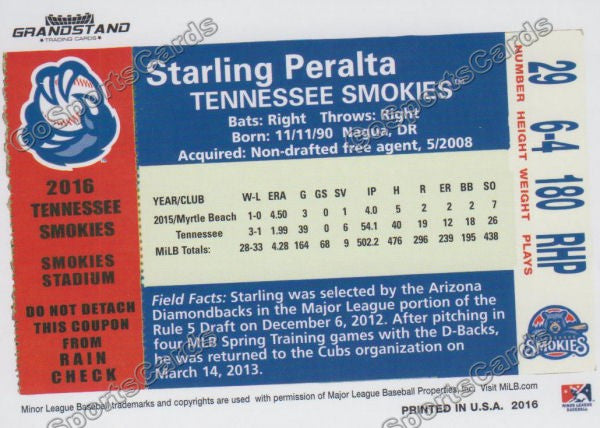 GRANDSTAND
TRADING CARDS
Starling Peralta
TENNESSEE SMOKIES™
Bats: Right Throws: Right
Born: 11/11/90 Nagua, DR
Acquired: Non-drafted free agent, 5/2008
29 6-4 180 RHP
NUMBER HEIGHT WEIGHT PLAYS
2016
TENNESSEE
SMOKIES
SMOKIES
STADIUM
DO NOT DETACH
THIS COUPON
FROM
RAIN
CHECK
YEAR/CLUB W-L ERA G GS SV IP H R ER BB SO
2015/Myrtle Beach 1-0 4.50 3 0 1 4.0 5 2 2 2 7
Tennessee 3-1 1.99 39 0 6 54.1 40 19 12 18 26
MiLB Totals: 28-33 4.28 164 68 9 502.2 476 296 239 195 438
Field Facts: Starling was selected by the Arizona
Diamondbacks in the Major League portion of the
Rule 5 Draft on December 6, 2012. After pitching in
four MLB Spring Training games with the D-Backs,
he was returned to the Cubs organization on
March 14, 2013.
SMOKIES
Minor League Baseball trademarks and copyrights are used with permission of Major League Baseball Properties, Inc. Visit MiLB.com.
PRINTED IN U.S.A. 2016
MINOR LEAGUE
BASEBALL
GoSportsCards